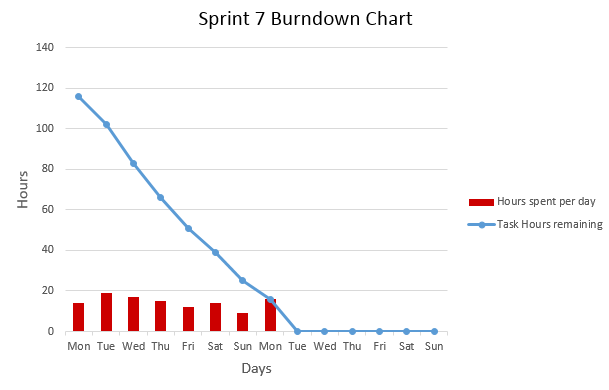 Sprint 7 Burndown Chart
140
120
100
80
60
40
20
0
Hours
Mon Tue Wed Thu Fri Sat Sun Mon Tue Wed Thu Fri Sat Sun
Days
Hours spent per day
Task Hours remaining